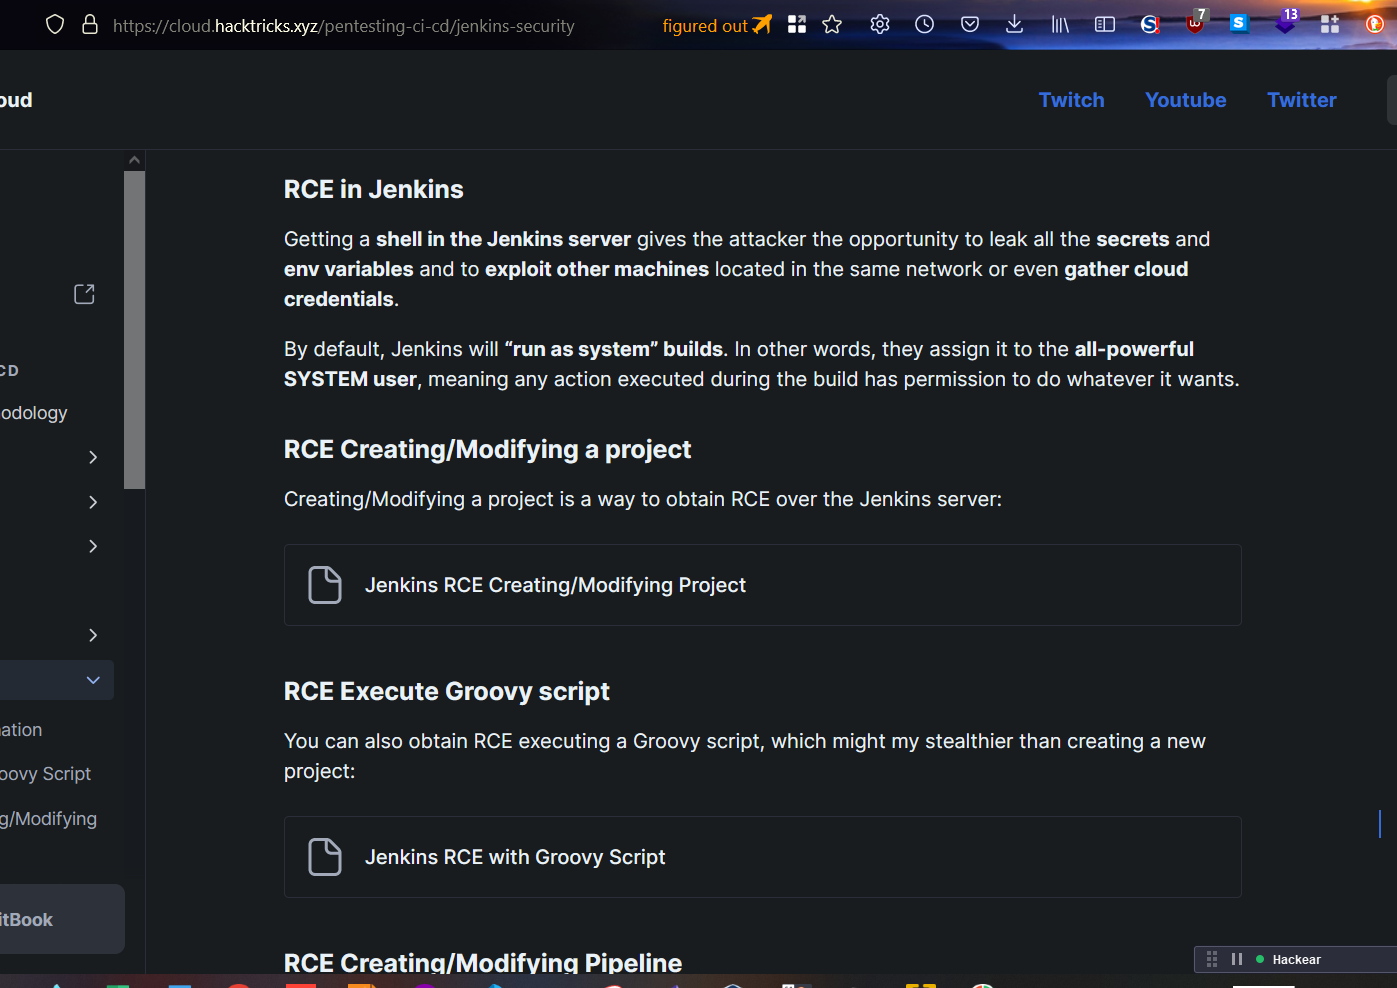 https://cloud.hacktricks.xyz/pentesting-ci-cd/jenkins-security
figured out
7
S
13
oud
Twitch
Youtube
Twitter
RCE in Jenkins
Getting a shell in the Jenkins server gives the attacker the opportunity to leak all the secrets and
env variables and to exploit other machines located in the same network or even gather cloud
credentials.
By default, Jenkins will “run as system” builds. In other words, they assign it to the all-powerful
SYSTEM user, meaning any action executed during the build has permission to do whatever it wants.
CD
odology
RCE Creating/Modifying a project
Creating/Modifying a project is a way to obtain RCE over the Jenkins server:
Jenkins RCE Creating/Modifying Project
RCE Execute Groovy script
ation
You can also obtain RCE executing a Groovy script, which might my stealthier than creating a new
project:
oovy Script
g/Modifying
Jenkins RCE with Groovy Script
itBook
RCE Creating/Modifying Pipeline
Hackear